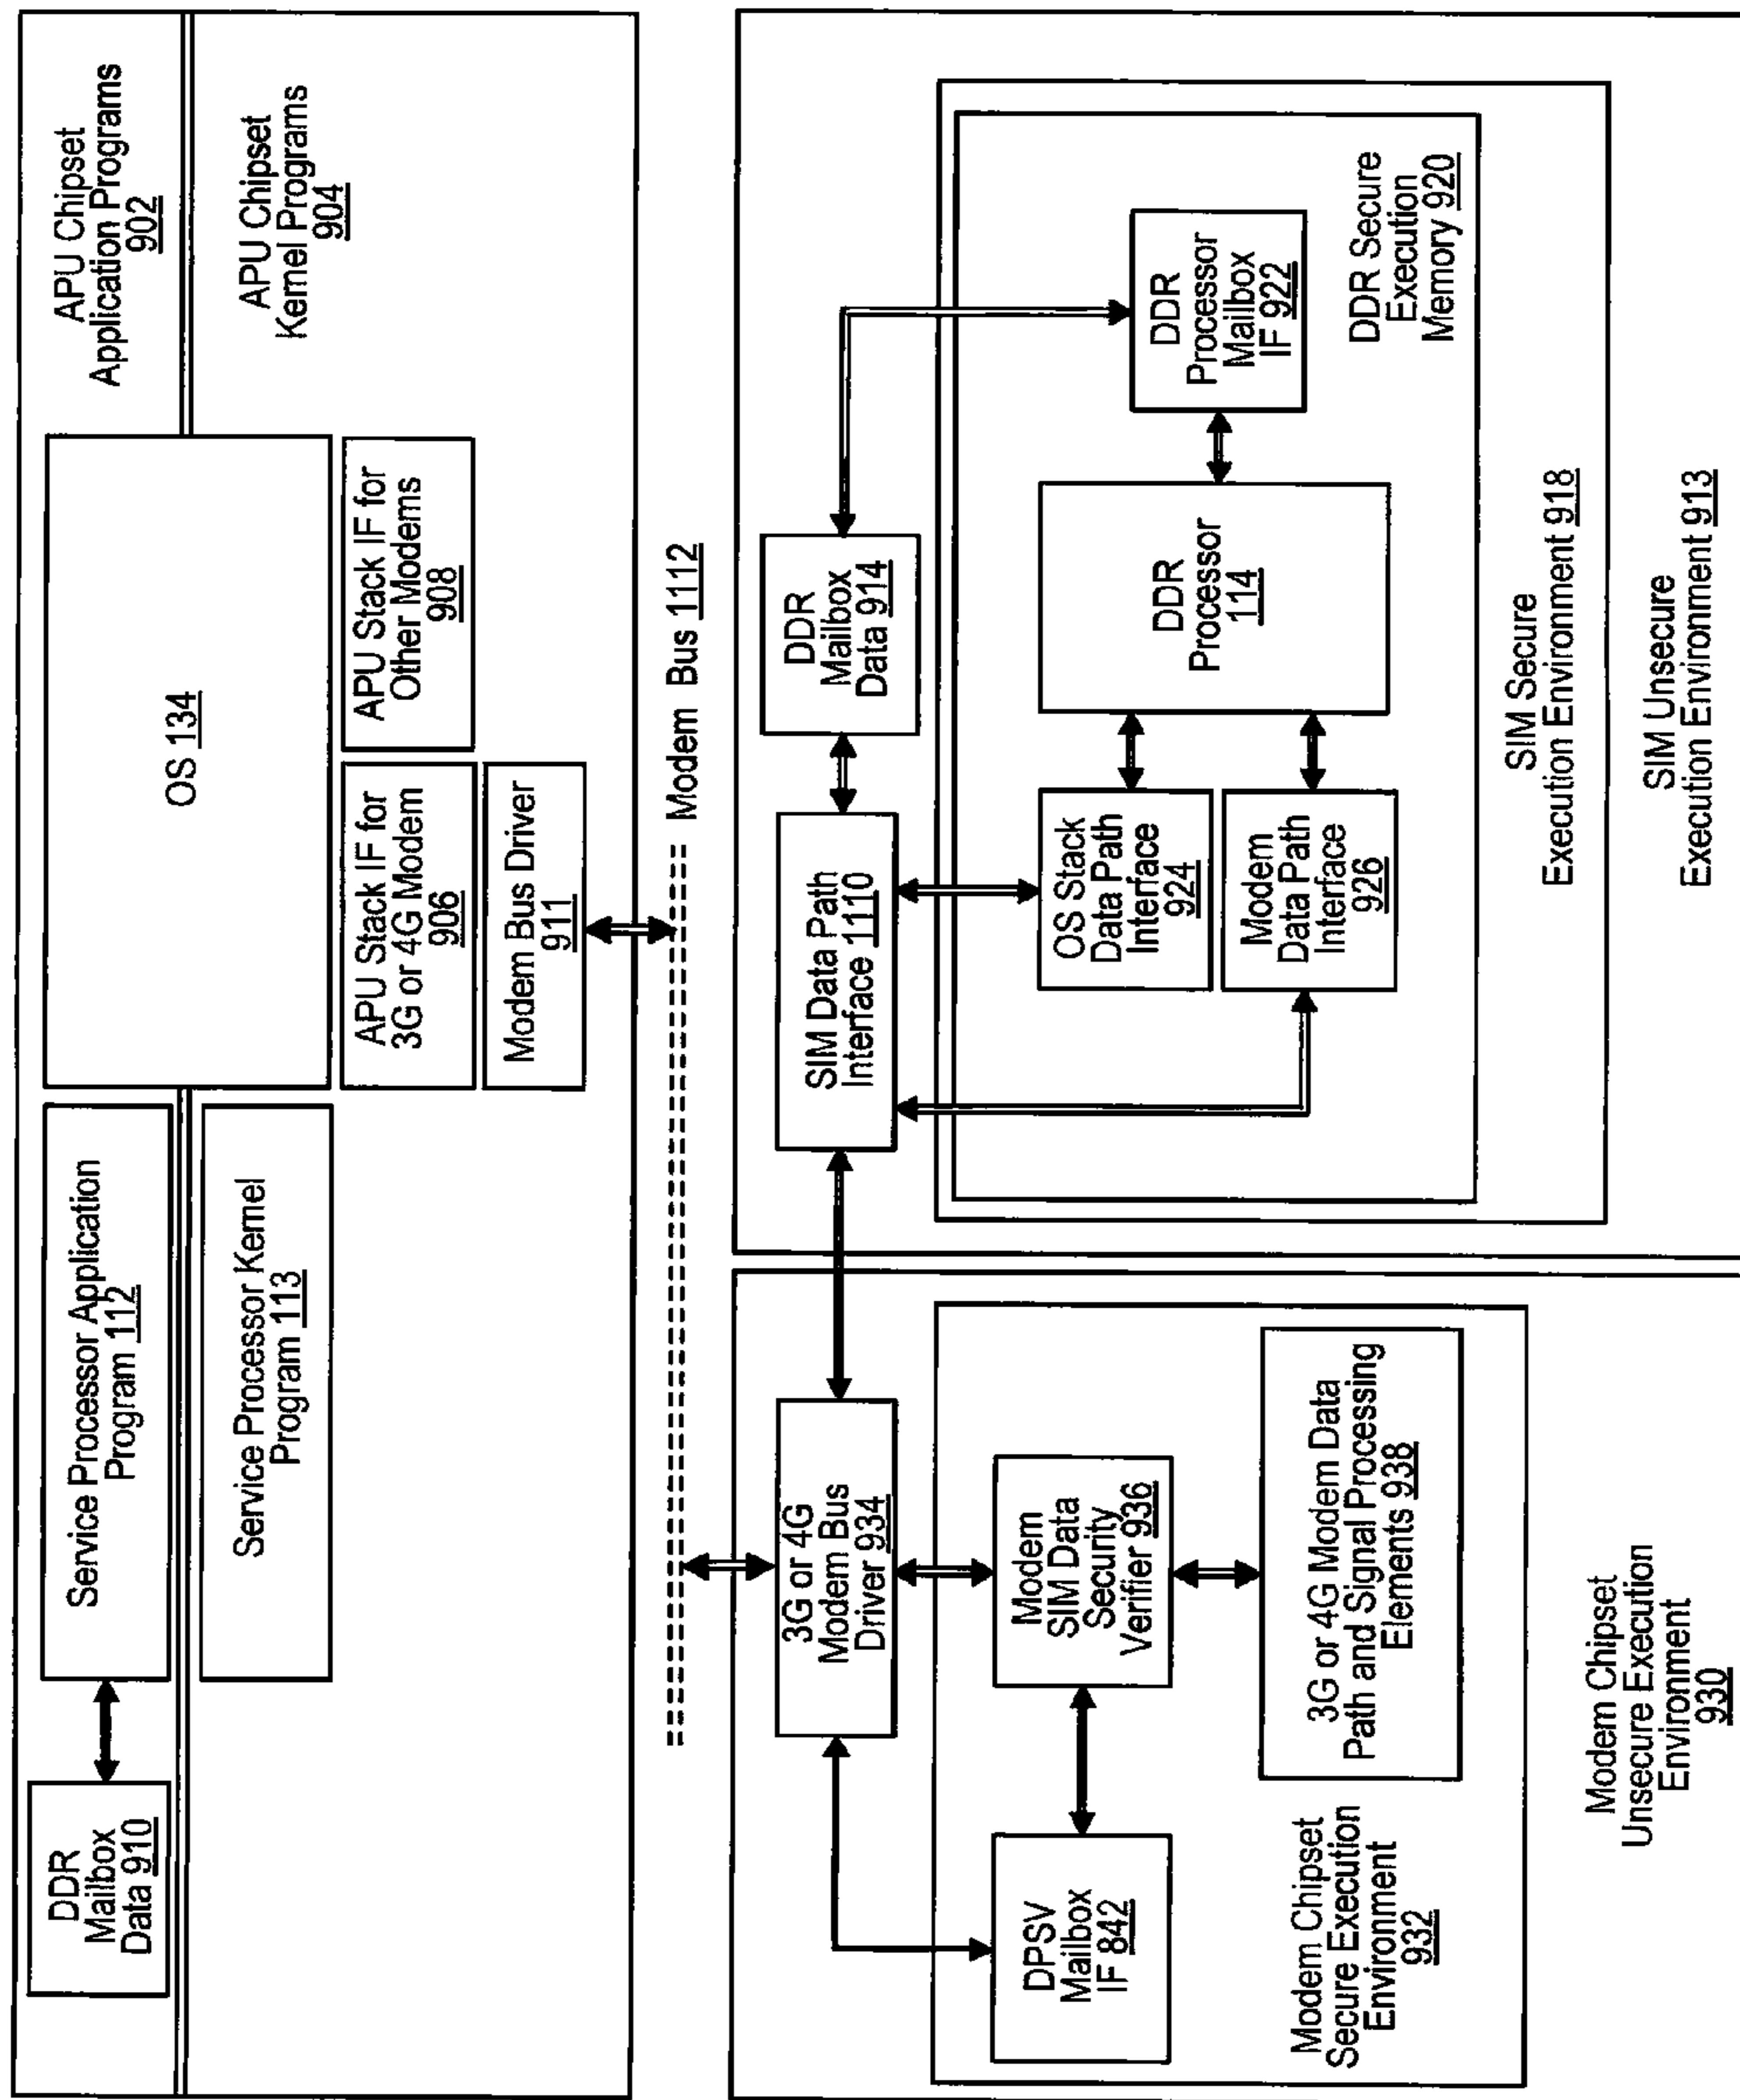 DDR
Mailbox
Data 910
Service Processor Application
Program 112
Service Processor Kernel
Program 113
OS 134
APU Stack IF for
3G or 4G Modem
906
APU Stack IF for
Other Modems
908
Modem Bus Driver
911
APU Chipset
Application Programs
902
APU Chipset
Kernel Programs
904
Modem Bus 1112
3G or 4G
Modem Bus
Driver 934
DPSV
Mailbox
IF 842
Modem
SIM Data
Security
Verifier 936
3G or 4G Modem Data
Path and Signal Processing
Elements 938
Modem Chipset
Secure Execution
Environment
932
Modem Chipset
Unsecure Execution
Environment
930
SIM Data Path
Interface 1110
DDR
Mailbox
Data 914
OS Stack
Data Path
Interface
924
Modem
Data Path
Interface
926
DDR
Processor
114
DDR
Processor
Mailbox
IF 922
DDR Secure
Execution
Memory 920
SIM Secure
Execution Environment 918
SIM Unsecure
Execution Environment 913